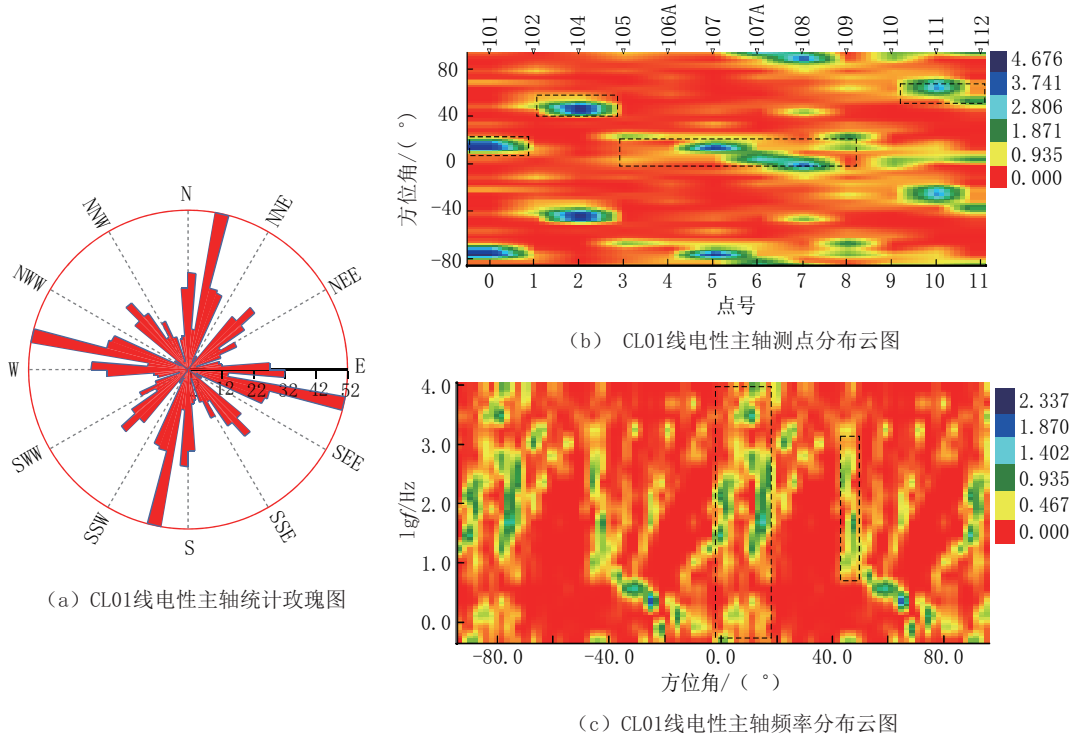 N
NNE
NEE
E
SEE
SSE
S
SSW
SWW
W
NWW
NNW
12 22 32 42 52
(a)CL01线电性主轴统计玫瑰图
101 102 104 105 106A 107 107A 108 109 110 111 112
方位角/(°)
80
40
0
-40
-80
0 1 2 3 4 5 6 7 8 9 10 11
点号
4.676
3.741
2.806
1.871
0.935
0.000
(b) CL01线电性主轴测点分布云图
lgf/Hz
4.0
3.0
2.0
1.0
0.0
-80.0 -40.0 0.0 40.0 80.0
方位角/(°)
2.337
1.870
1.402
0.935
0.467
0.000
(c)CL01线电性主轴频率分布云图